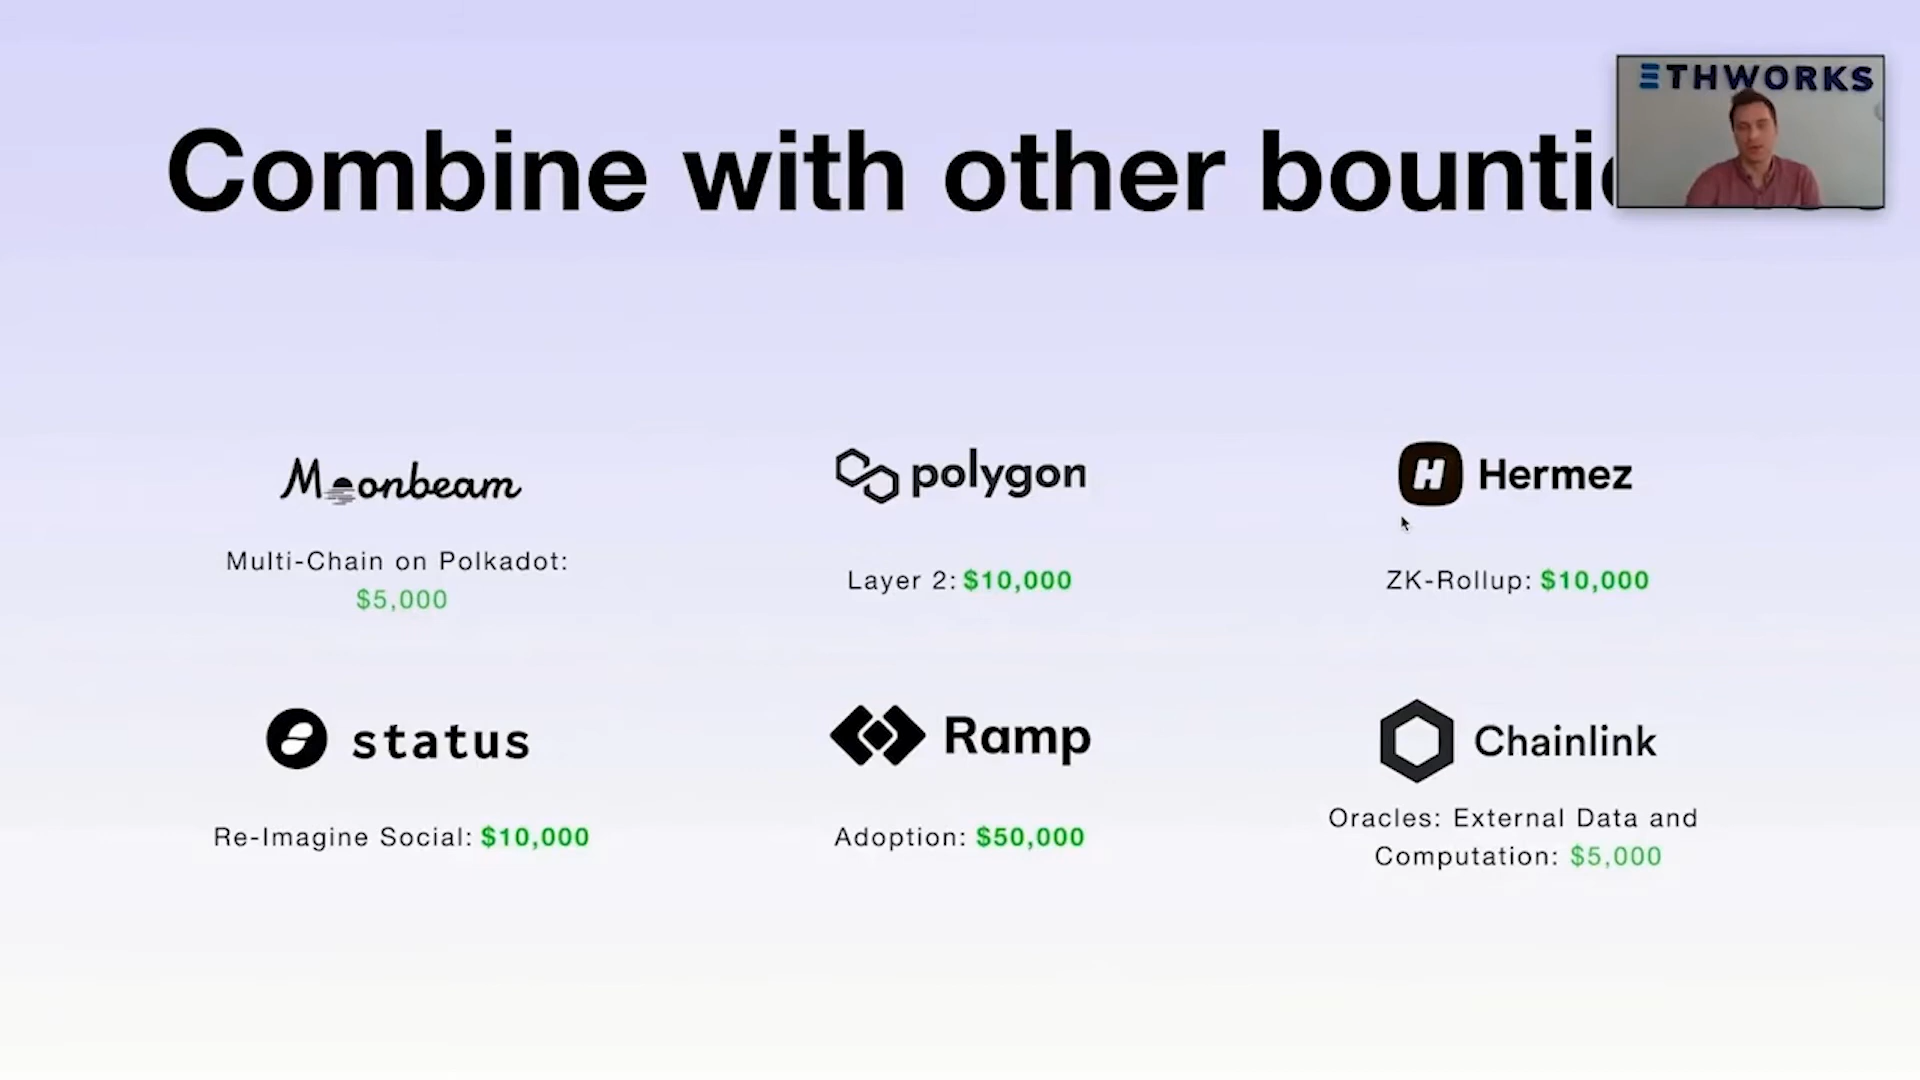 Combine with other bounti
ETHWORKS
Moonbeam
Multi-Chain on Polkadot:
$5,000
polygon
Layer 2: $10,000
Hermez
ZK-Rollup: $10,000
status
Re-Imagine Social: $10,000
Ramp
Adoption: $50,000
Chainlink
Oracles: External Data and
Computation: $5,000